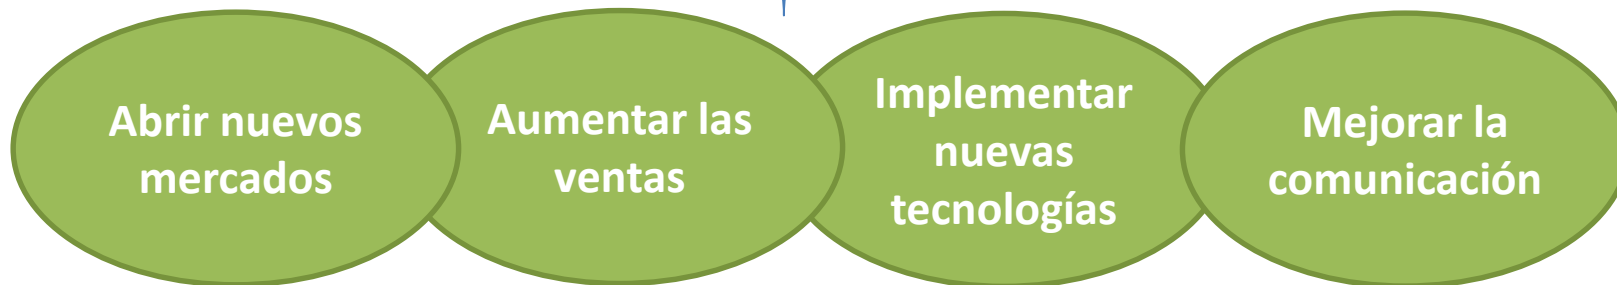 Abrir nuevos
mercados
Aumentar las
ventas
Implementar
nuevas
tecnologías
Mejorar la
comunicación